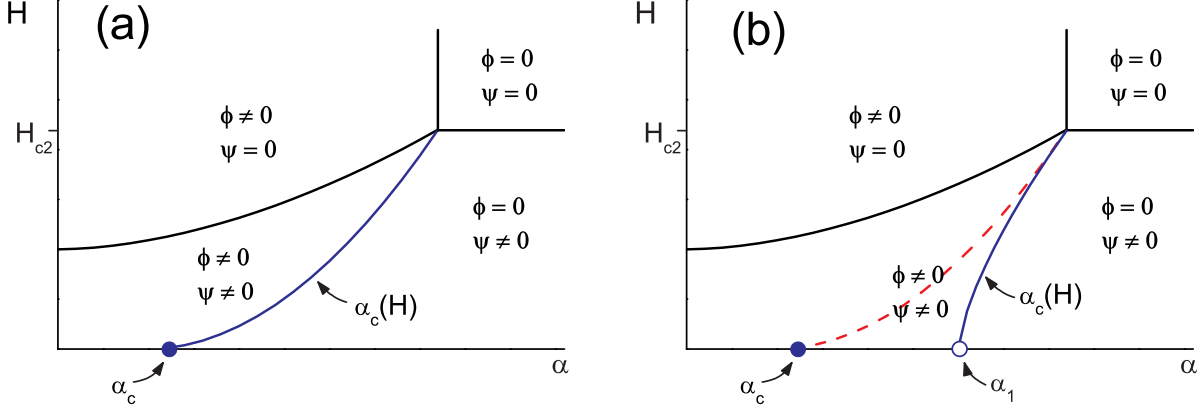 H
(a)
ϕ = 0
ψ = 0
ϕ ≠ 0
ψ = 0
H_c2
ϕ = 0
ψ ≠ 0
ϕ ≠ 0
ψ ≠ 0
α_c(H)
α_c
α
H
(b)
ϕ = 0
ψ = 0
ϕ ≠ 0
ψ = 0
H_c2
ϕ = 0
ψ ≠ 0
ϕ ≠ 0
ψ ≠ 0
α_c(H)
α_c
α_1
α